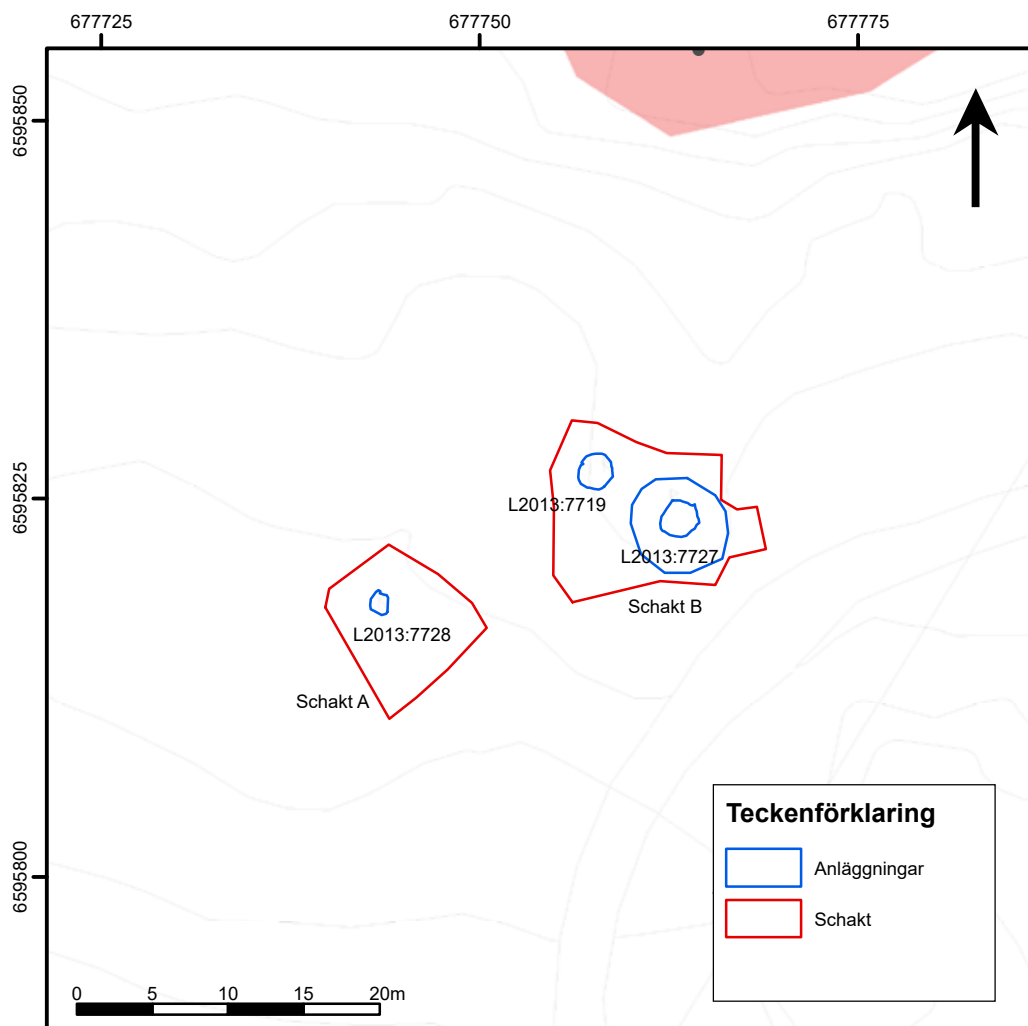 677725 677750 677775
6595850
6595825
6595800
L2013:7719
L2013:7727
Schakt B
L2013:7728
Schakt A
Teckenförklaring
Anläggningar
Schakt
0 5 10 15 20m